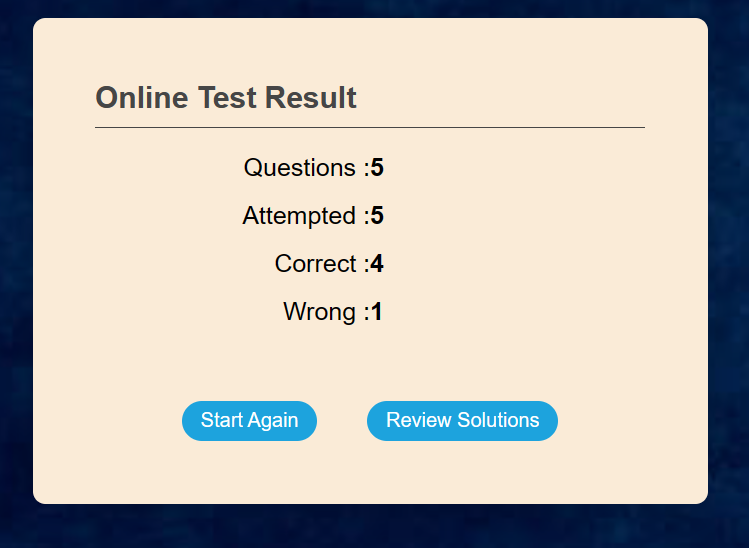 Online Test Result
Questions :5
Attempted :5
Correct :4
Wrong :1
Start Again
Review Solutions